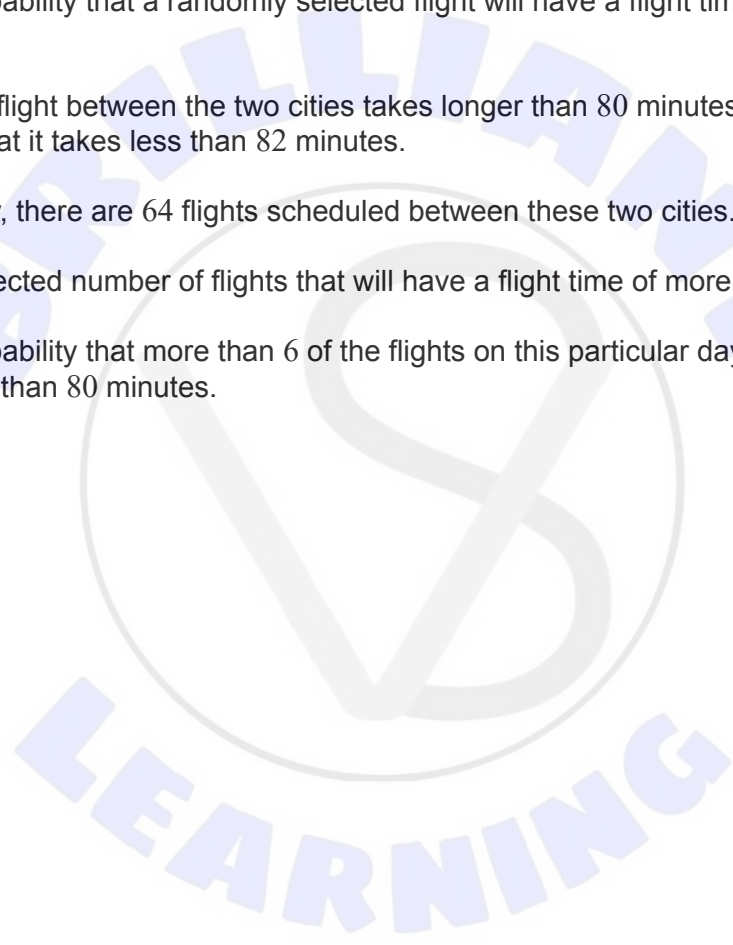 ability that a randomly selected flight will have a flight tim
flight between the two cities takes longer than 80 minutes
at it takes less than 82 minutes.
, there are 64 flights scheduled between these two cities.
ected number of flights that will have a flight time of more
ability that more than 6 of the flights on this particular day
than 80 minutes.
BRILLIANT
VS
LEARNING